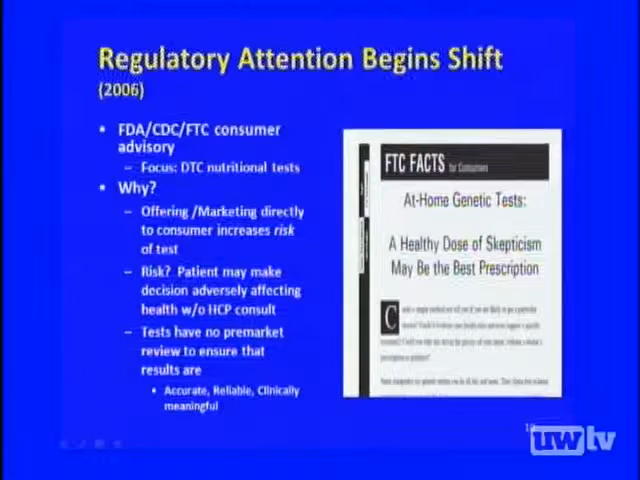 Regulatory Attention Begins Shift
(2006)
• FDA/CDC/FTC consumer
advisory
– Focus: DTC nutritional tests
• Why?
– Offering /Marketing directly
to consumer increases risk
of test
– Risk? Patient may make
decision adversely affecting
health w/o HCP consult
– Tests have no premarket
review to ensure that
results are
• Accurate, Reliable, Clinically
meaningful
FTC FACTS for Consumers
At-Home Genetic Tests:
A Healthy Dose of Skepticism
May Be the Best Prescription
uwtv